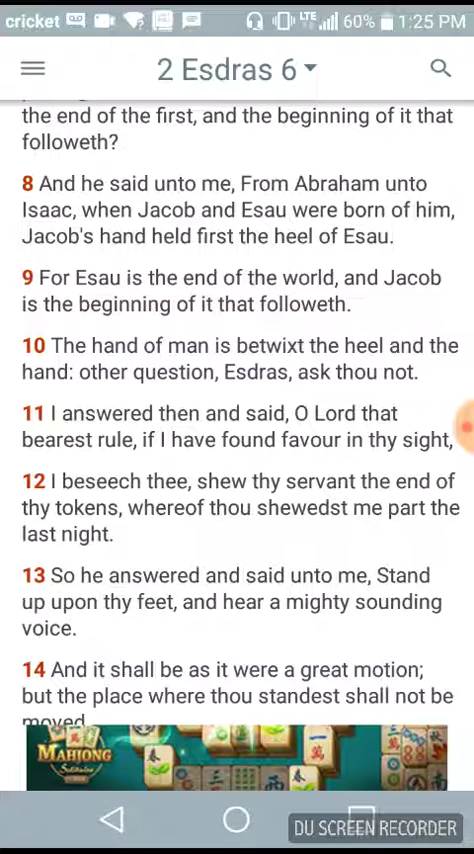 cricket LTE 60% 1:25 PM
2 Esdras 6
the end of the first, and the beginning of it that
followeth?
8 And he said unto me, From Abraham unto
Isaac, when Jacob and Esau were born of him,
Jacob's hand held first the heel of Esau.
9 For Esau is the end of the world, and Jacob
is the beginning of it that followeth.
10 The hand of man is betwixt the heel and the
hand: other question, Esdras, ask thou not.
11 I answered then and said, O Lord that
bearest rule, if I have found favour in thy sight,
12 I beseech thee, shew thy servant the end of
thy tokens, whereof thou shewedst me part the
last night.
13 So he answered and said unto me, Stand
up upon thy feet, and hear a mighty sounding
voice.
14 And it shall be as it were a great motion;
but the place where thou standest shall not be
moved
MAHJONG
Solitaire
DU SCREEN RECORDER